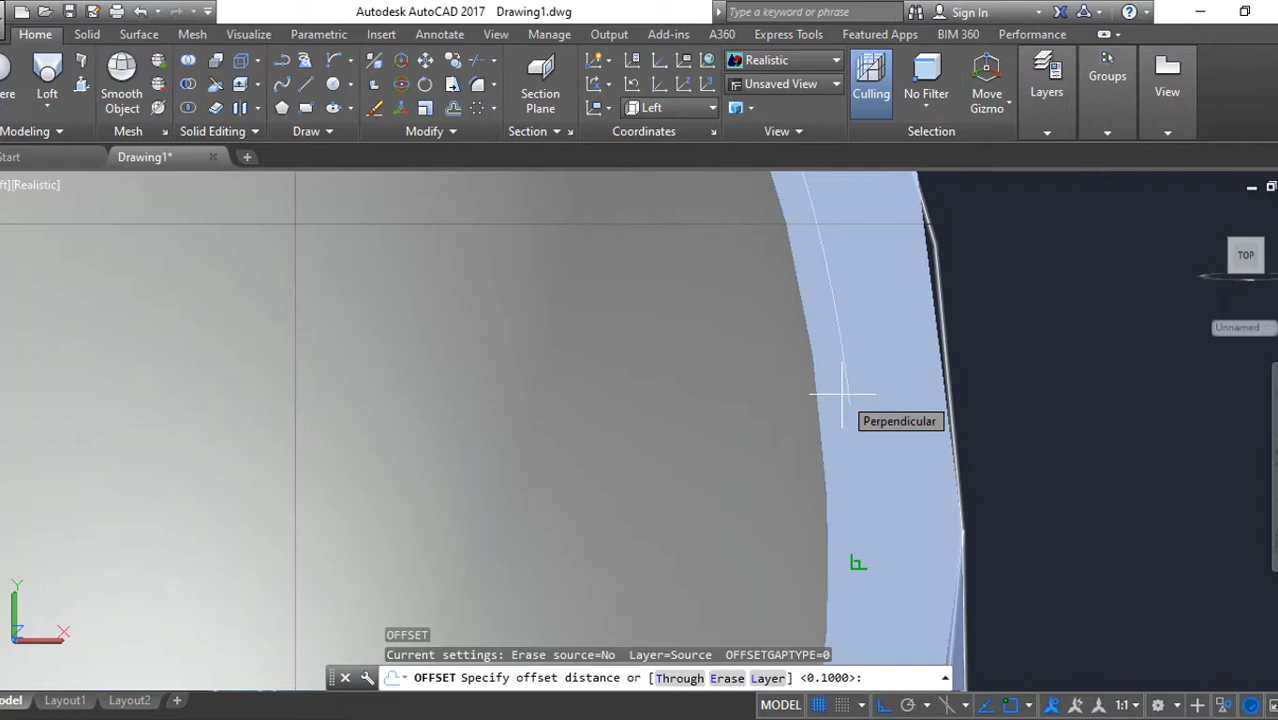 Autodesk AutoCAD 2017 Drawing1.dwg
Type a keyword or phrase
Sign In
Home Solid Surface Mesh Visualize Parametric Insert Annotate View Manage Output Add-ins A360 Express Tools Featured Apps BIM 360 Performance
Realistic
Unsaved View
Left
Loft
Smooth Object
Section Plane
Culling
No Filter
Move Gizmo
Layers
Groups
View
Modeling Mesh Solid Editing Draw Modify Section Coordinates View Selection
Start Drawing1*
[Realistic]
TOP
Unnamed
Perpendicular
Y
X
Z
OFFSET
Current settings: Erase source=No Layer=Source OFFSETGAPTYPE=0
OFFSET Specify offset distance or [Through Erase Layer] <0.1000>:
Layout1 Layout2
MODEL 1:1